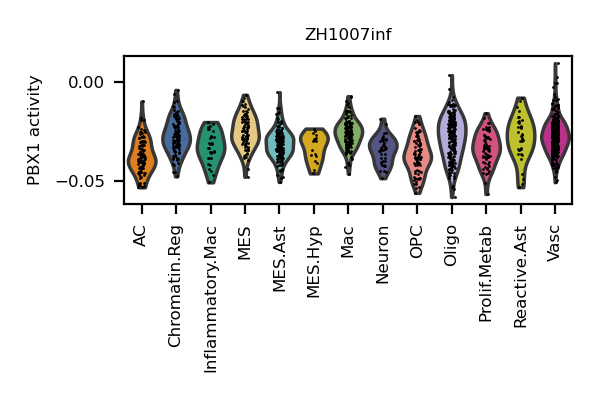 ZH1007inf
PBX1 activity
0.00
−0.05
AC
Chromatin.Reg
Inflammatory.Mac
MES
MES.Ast
MES.Hyp
Mac
Neuron
OPC
Oligo
Prolif.Metab
Reactive.Ast
Vasc